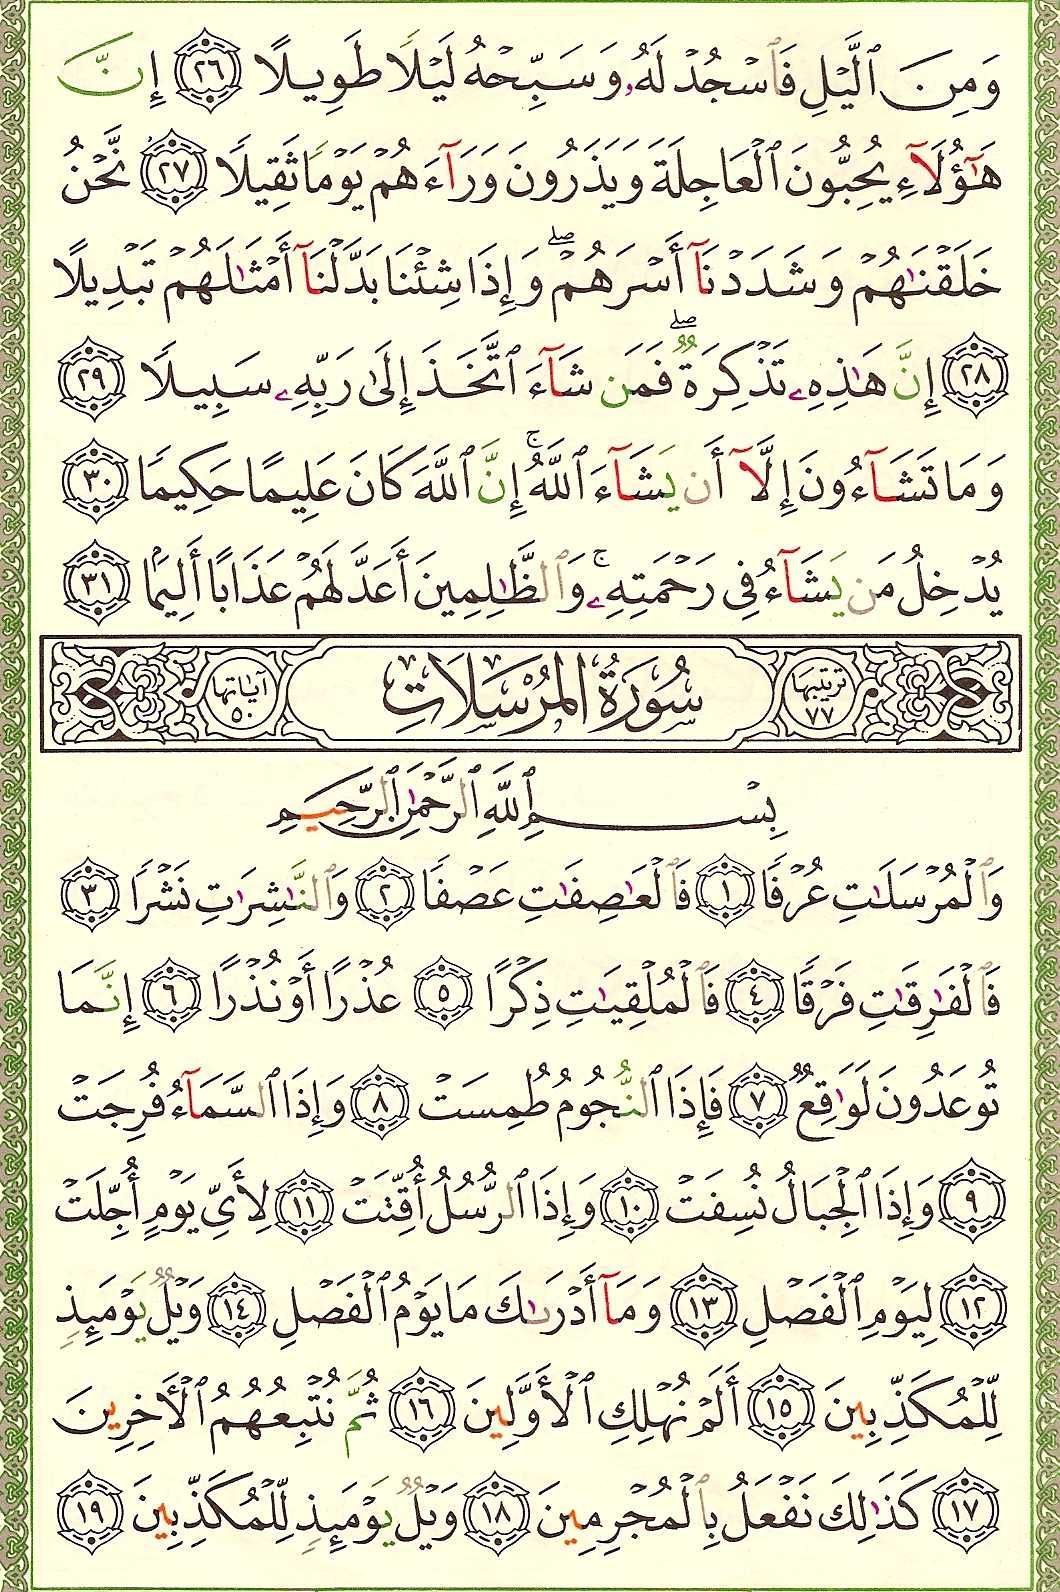 وَمِنَ ٱلَّيْلِ فَٱسْجُدْ لَهُۥ وَسَبِّحْهُ لَيْلًا طَوِيلًا ٢٦ إِنَّ
هَٰٓؤُلَآءِ يُحِبُّونَ ٱلْعَاجِلَةَ وَيَذَرُونَ وَرَآءَهُمْ يَوْمًا ثَقِيلًا ٢٧ نَّحْنُ
خَلَقْنَٰهُمْ وَشَدَدْنَآ أَسْرَهُمْ ۖ وَإِذَا شِئْنَا بَدَّلْنَآ أَمْثَٰلَهُمْ تَبْدِيلًا
٢٨ إِنَّ هَٰذِهِۦ تَذْكِرَةٌ ۖ فَمَن شَآءَ ٱتَّخَذَ إِلَىٰ رَبِّهِۦ سَبِيلًا ٢٩
وَمَا تَشَآءُونَ إِلَّآ أَن يَشَآءَ ٱللَّهُ ۚ إِنَّ ٱللَّهَ كَانَ عَلِيمًا حَكِيمًا ٣٠
يُدْخِلُ مَن يَشَآءُ فِى رَحْمَتِهِۦ ۚ وَٱلظَّٰلِمِينَ أَعَدَّ لَهُمْ عَذَابًا أَلِيمًۢا ٣١
ترتيبها ٧٧ سُورَةُ المُرْسَلَاتِ آياتها ٥٠
بِسْمِ ٱللَّهِ ٱلرَّحْمَٰنِ ٱلرَّحِيمِ
وَٱلْمُرْسَلَٰتِ عُرْفًا ١ فَٱلْعَٰصِفَٰتِ عَصْفًا ٢ وَٱلنَّٰشِرَٰتِ نَشْرًا ٣
فَٱلْفَٰرِقَٰتِ فَرْقًا ٤ فَٱلْمُلْقِيَٰتِ ذِكْرًا ٥ عُذْرًا أَوْ نُذْرًا ٦ إِنَّمَا
تُوعَدُونَ لَوَٰقِعٌ ٧ فَإِذَا ٱلنُّجُومُ طُمِسَتْ ٨ وَإِذَا ٱلسَّمَآءُ فُرِجَتْ
٩ وَإِذَا ٱلْجِبَالُ نُسِفَتْ ١٠ وَإِذَا ٱلرُّسُلُ أُقِّتَتْ ١١ لِأَىِّ يَوْمٍ أُجِّلَتْ
١٢ لِيَوْمِ ٱلْفَصْلِ ١٣ وَمَآ أَدْرَىٰكَ مَا يَوْمُ ٱلْفَصْلِ ١٤ وَيْلٌ يَوْمَئِذٍ
لِّلْمُكَذِّبِينَ ١٥ أَلَمْ نُهْلِكِ ٱلْأَوَّلِينَ ١٦ ثُمَّ نُتْبِعُهُمُ ٱلْـَٔاخِرِينَ
١٧ كَذَٰلِكَ نَفْعَلُ بِٱلْمُجْرِمِينَ ١٨ وَيْلٌ يَوْمَئِذٍ لِّلْمُكَذِّبِينَ ١٩